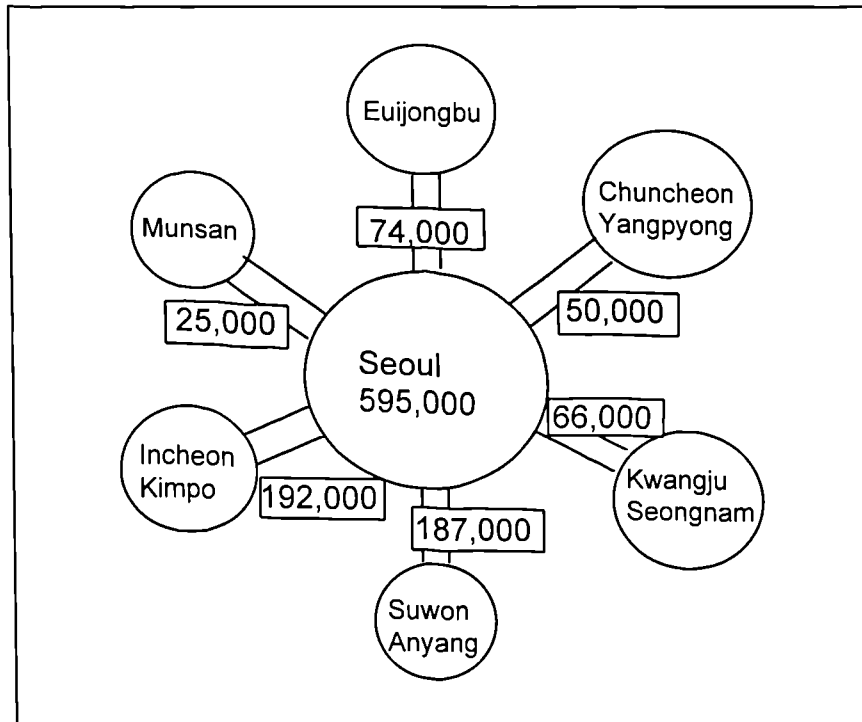 Euijongbu
Chuncheon
Yangpyong
Munsan
74,000
25,000
50,000
Seoul
595,000
66,000
Incheon
Kimpo
192,000
Kwangju
Seongnam
187,000
Suwon
Anyang